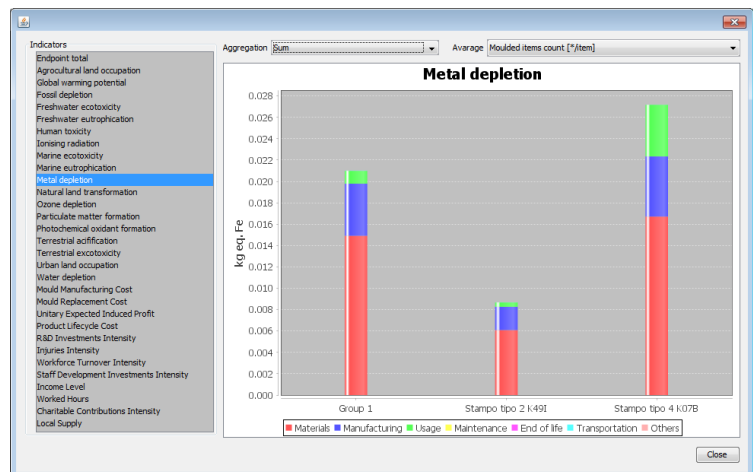 Indicators
Endpoint total
Agrocultural land occupation
Global warming potential
Fossil depletion
Freshwater ecotoxicity
Freshwater eutrophication
Human toxicity
Ionising radiation
Marine ecotoxicity
Marine eutrophication
Metal depletion
Natural land transformation
Ozone depletion
Particulate matter formation
Photochemical oxidant formation
Terrestrial acifification
Terrestrial excotoxicity
Urban land occupation
Water depletion
Mould Manufacturing Cost
Mould Replacement Cost
Unitary Expected Induced Profit
Product Lifecycle Cost
R&D Investments Intensity
Injuries Intensity
Workforce Turnover Intensity
Staff Development Investments Intensity
Income Level
Worked Hours
Charitable Contributions Intensity
Local Supply
Aggregation Sum Avarage Moulded items count [*/item]
Metal depletion
0.028
0.026
0.024
0.022
0.020
0.018
0.016
0.014
0.012
0.010
0.008
0.006
0.004
0.002
0.000
kg eq. Fe
Group 1 Stampo tipo 2 K49I Stampo tipo 4 K07B
Materials Manufacturing Usage Maintenance End of life Transportation Others
Close